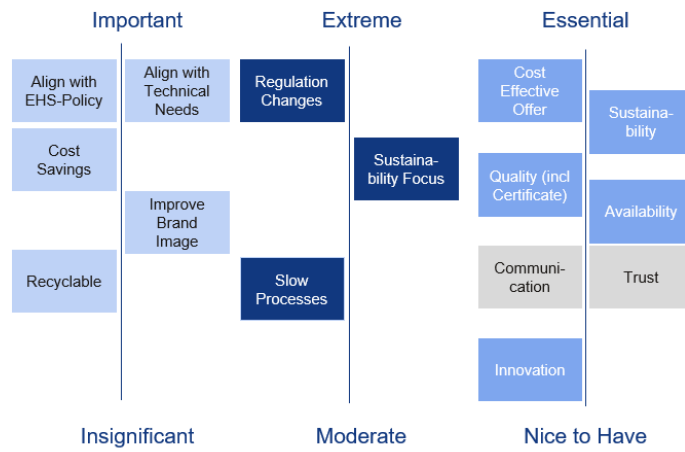 Important
Extreme
Essential
Align with
EHS-Policy
Align with
Technical
Needs
Regulation
Changes
Cost
Effective
Offer
Sustaina-
bility
Cost
Savings
Sustaina-
bility Focus
Quality (incl
Certificate)
Improve
Brand
Image
Availability
Recyclable
Slow
Processes
Communi-
cation
Trust
Innovation
Insignificant
Moderate
Nice to Have